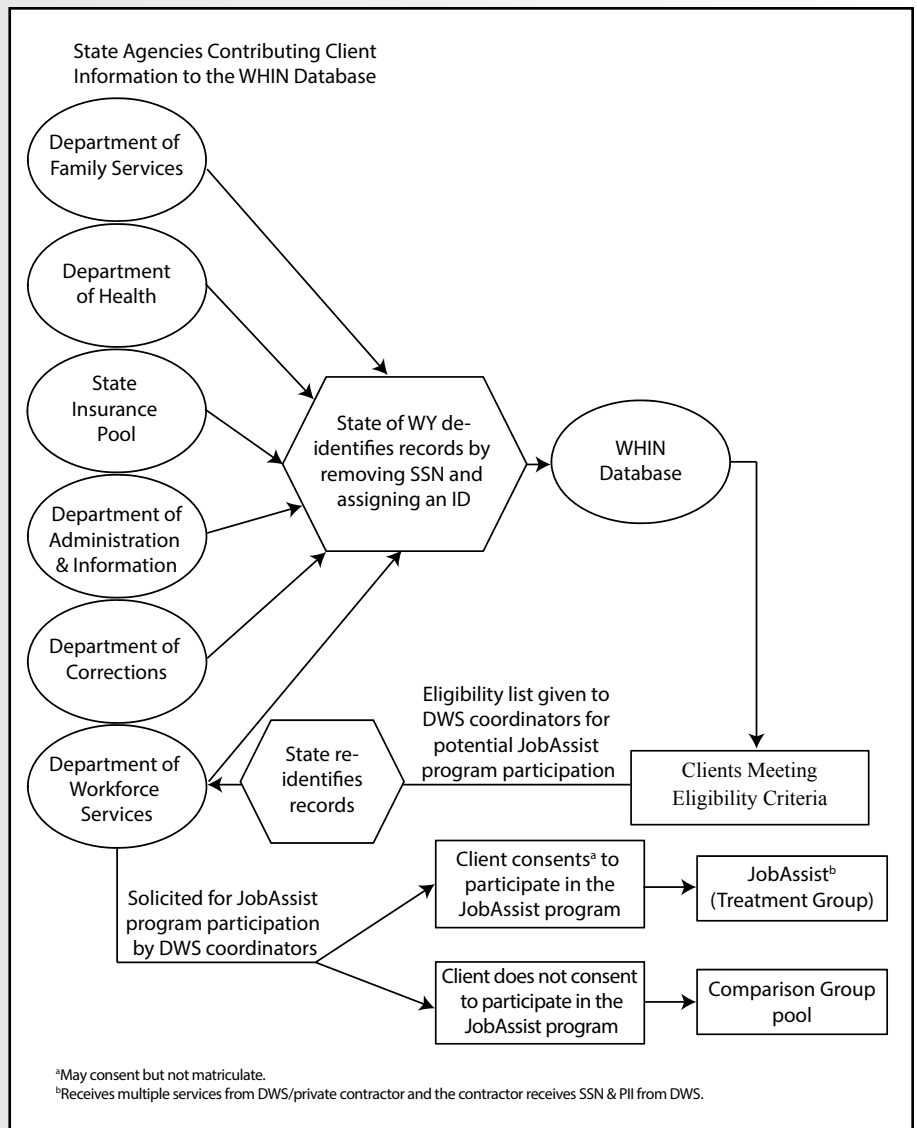 State Agencies Contributing Client
Information to the WHIN Database
Department of
Family Services
Department
of Health
State
Insurance
Pool
Department of
Administration
& Information
Department of
Corrections
Department of
Workforce
Services
State of WY de-
identifies records by
removing SSN and
assigning an ID
WHIN
Database
Eligibility list given to
DWS coordinators for
potential JobAssist
program participation
State re-
identifies
records
Clients Meeting
Eligibility Criteria
Solicited for JobAssist
program participation
by DWS coordinators
Client consentsᵃ to
participate in the
JobAssist program
JobAssistᵇ
(Treatment Group)
Client does not consent
to participate in the
JobAssist program
Comparison Group
pool
ᵃMay consent but not matriculate.
ᵇReceives multiple services from DWS/private contractor and the contractor receives SSN & PII from DWS.